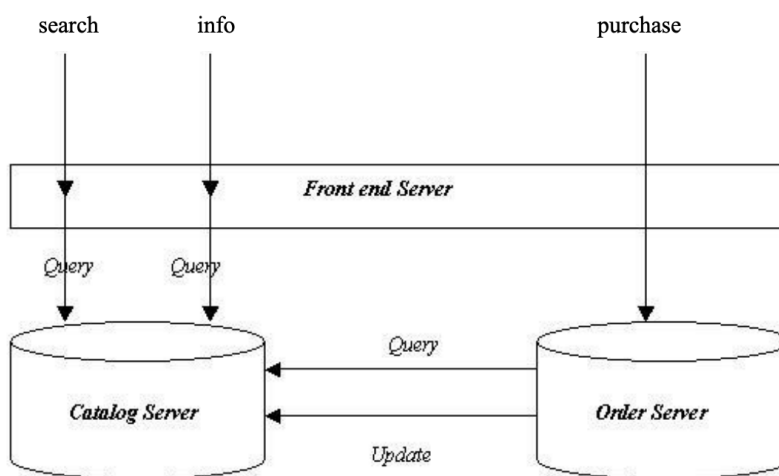 search info purchase
Front end Server
Query Query
Query
Catalog Server Order Server
Update